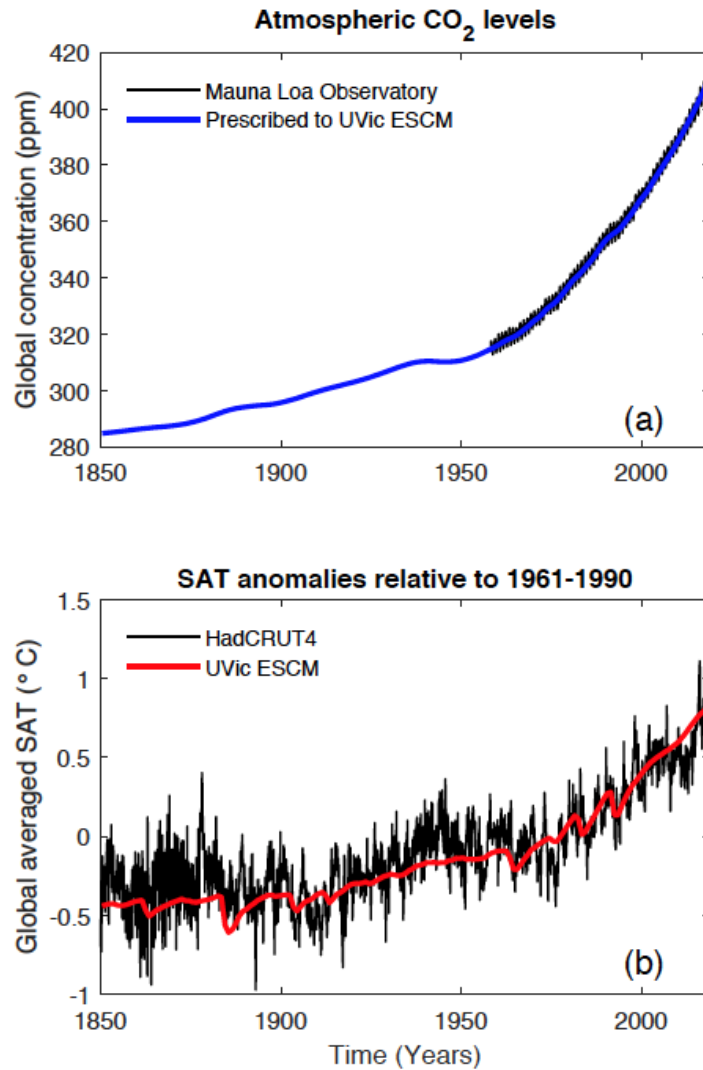 Atmospheric CO2 levels
420
400
380
360
340
320
300
280
Global concentration (ppm)
Mauna Loa Observatory
Prescribed to UVic ESCM
(a)
1850 1900 1950 2000
SAT anomalies relative to 1961-1990
1.5
1
0.5
0
-0.5
-1
Global averaged SAT (° C)
HadCRUT4
UVic ESCM
(b)
1850 1900 1950 2000
Time (Years)